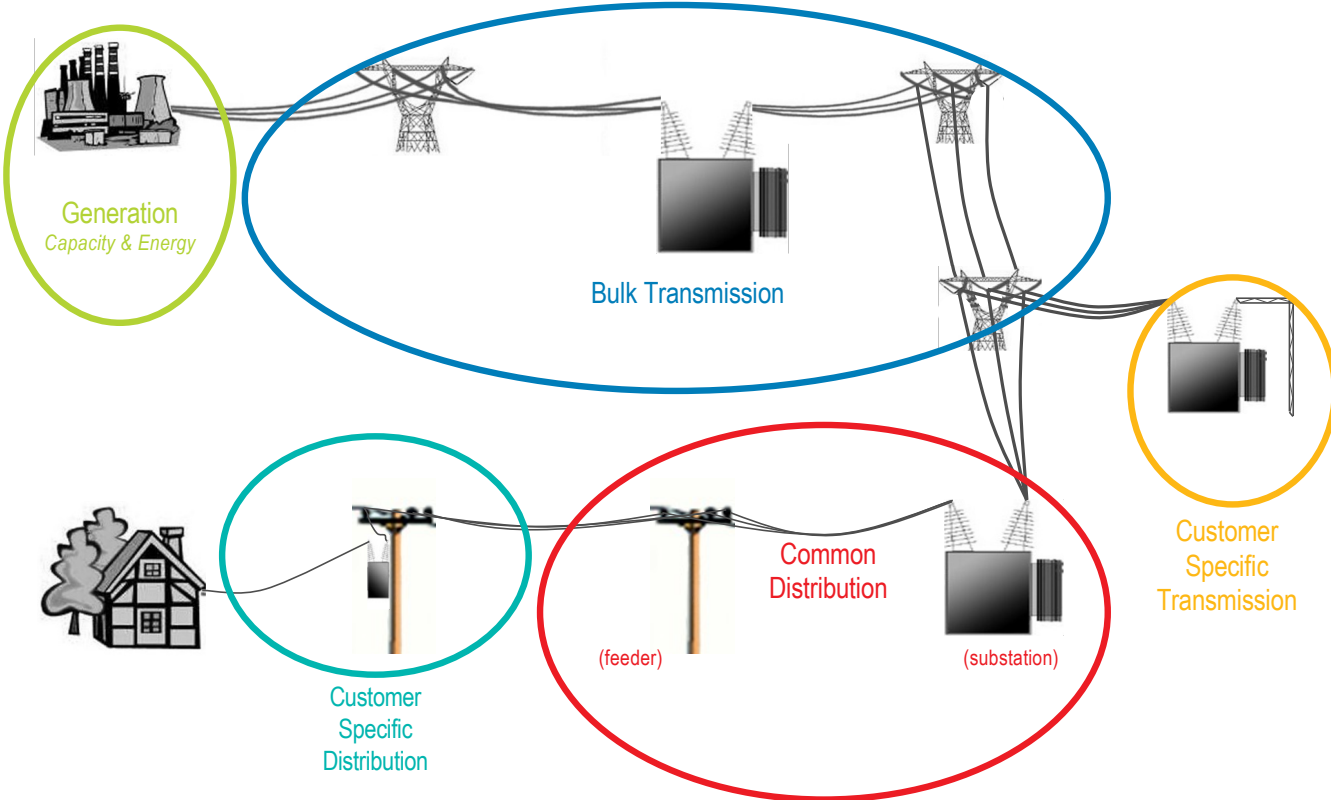 Generation
Capacity & Energy
Bulk Transmission
Customer
Specific
Transmission
Common
Distribution
(feeder)
(substation)
Customer
Specific
Distribution